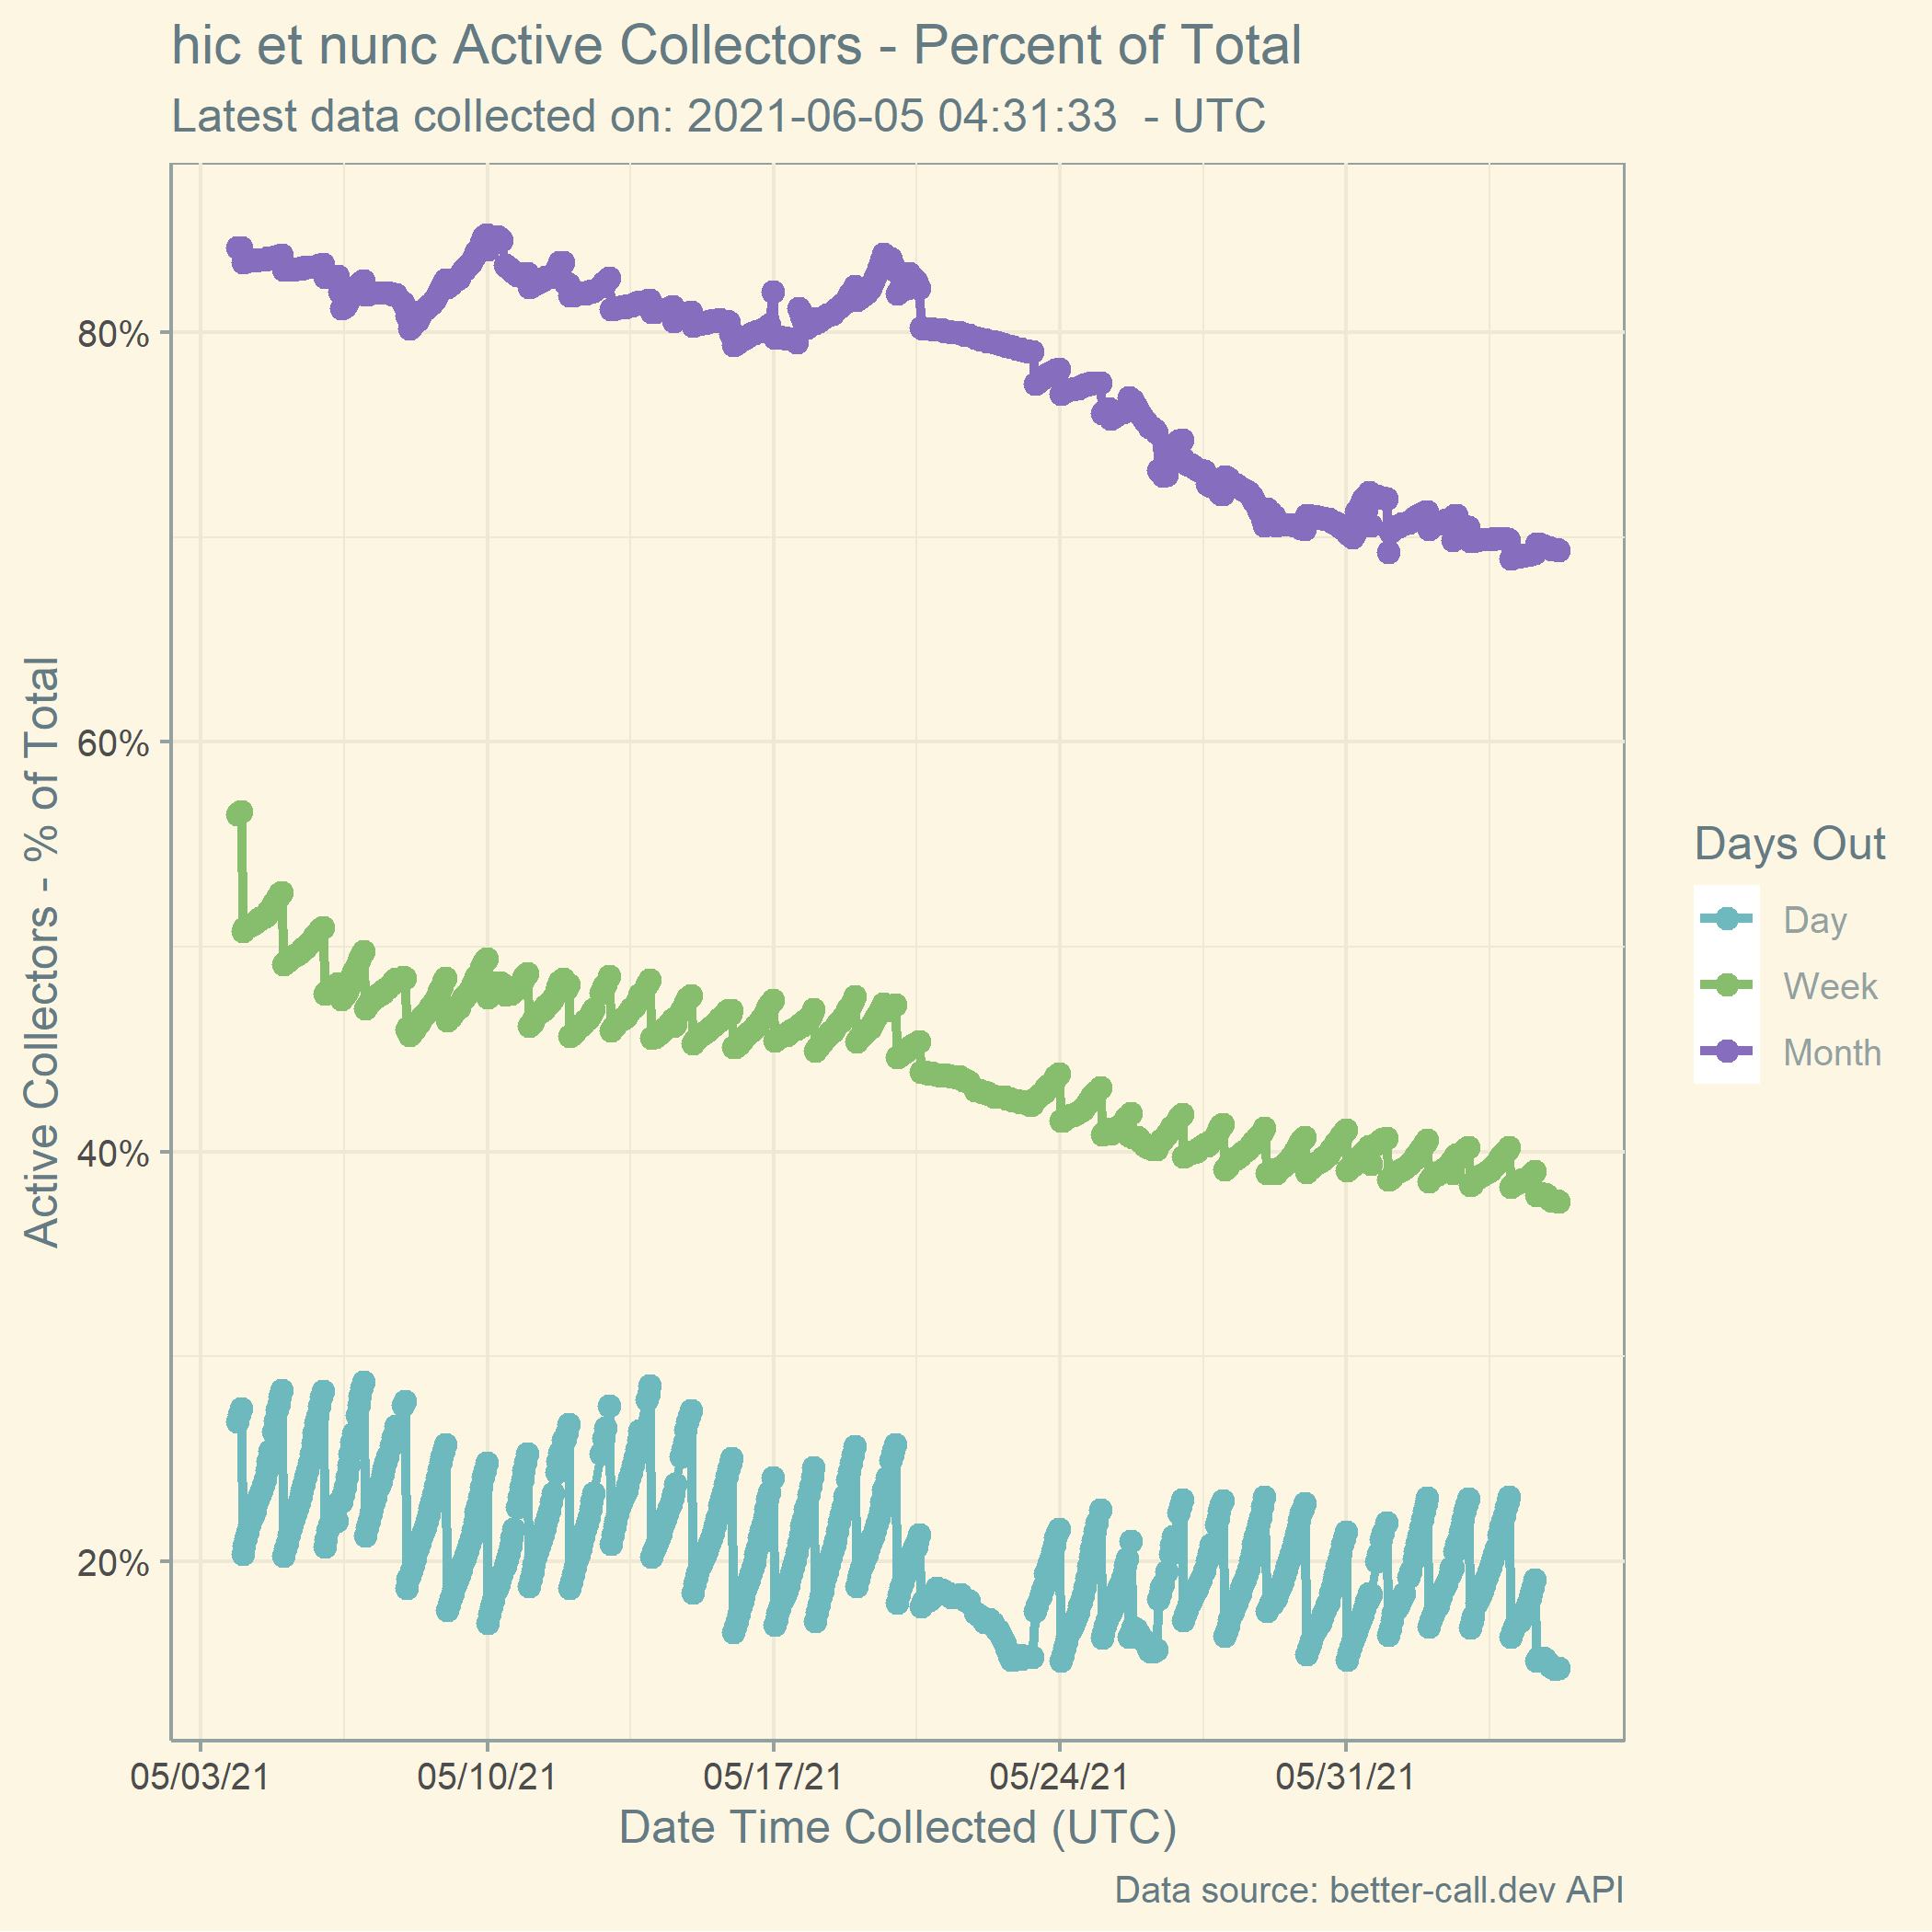 hic et nunc Active Collectors - Percent of Total
Latest data collected on: 2021-06-05 04:31:33  - UTC
Active Collectors - % of Total
80%
60%
40%
20%
05/03/21
05/10/21
05/17/21
05/24/21
05/31/21
Date Time Collected (UTC)
Days Out
Day
Week
Month
Data source: better-call.dev API